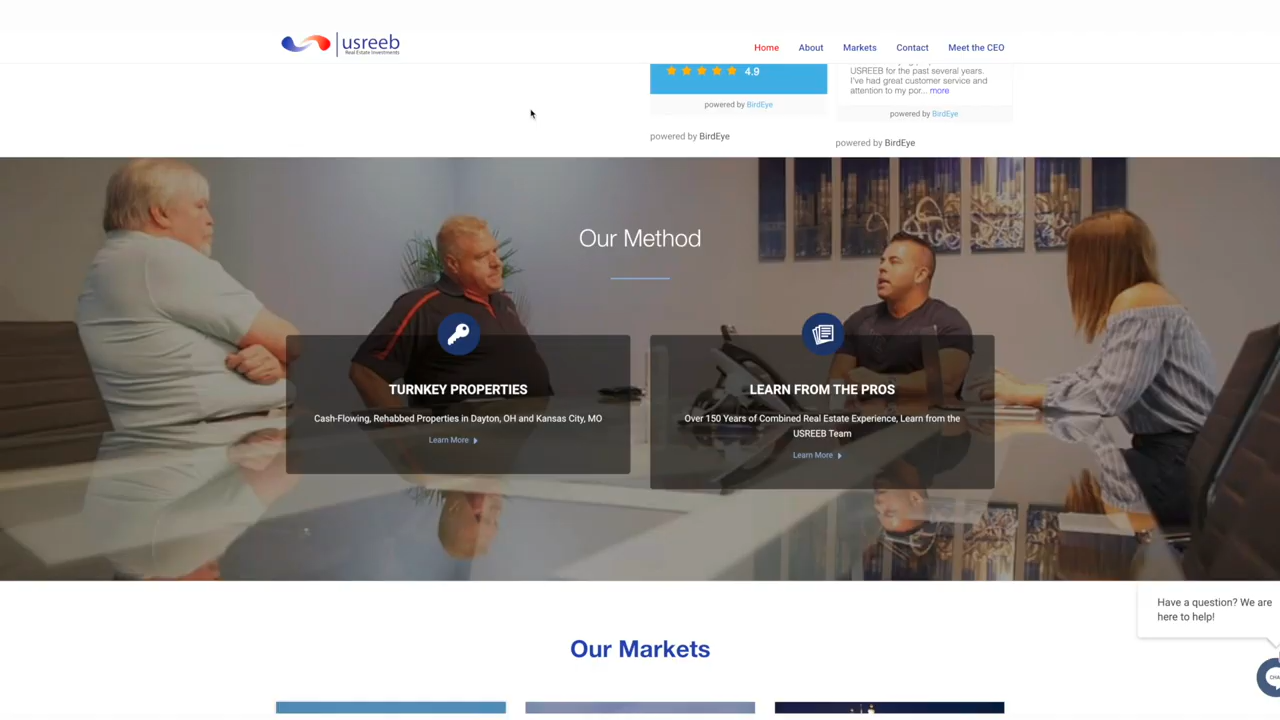 usreeb
Real Estate Investments
Home
About
Markets
Contact
Meet the CEO
4.9
powered by BirdEye
powered by BirdEye
USREEB for the past several years.
I've had great customer service and
attention to my por... more
powered by BirdEye
powered by BirdEye
Our Method
TURNKEY PROPERTIES
Cash-Flowing, Rehabbed Properties in Dayton, OH and Kansas City, MO
Learn More
LEARN FROM THE PROS
Over 150 Years of Combined Real Estate Experience, Learn from the
USREEB Team
Learn More
Our Markets
Have a question? We are
here to help!